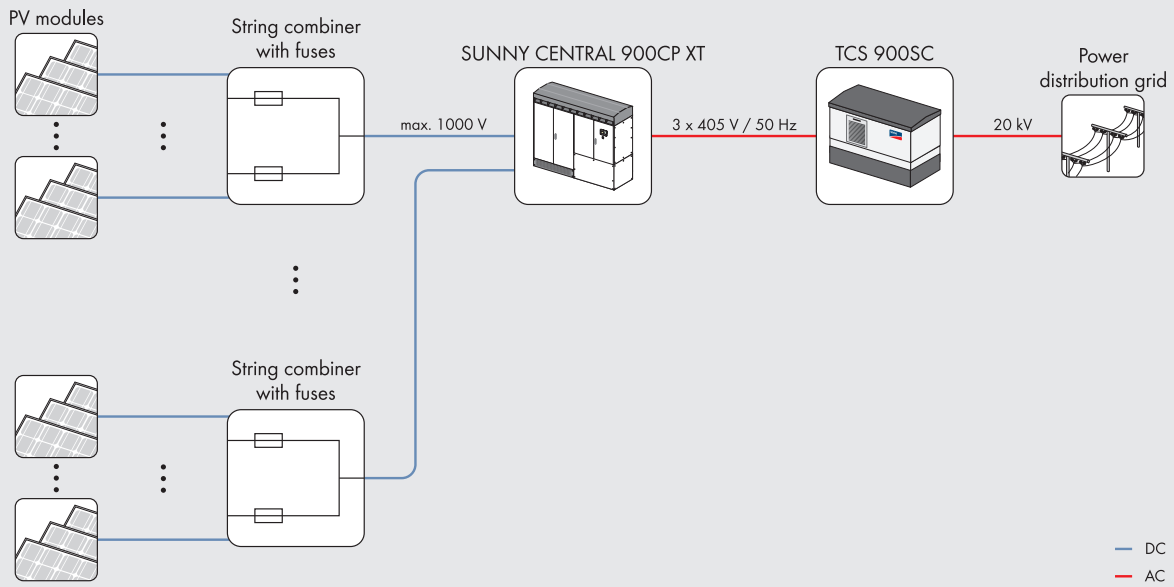 PV modules
String combiner
with fuses
SUNNY CENTRAL 900CP XT
TCS 900SC
Power
distribution grid
max. 1000 V
3 x 405 V / 50 Hz
20 kV
String combiner
with fuses
DC
AC